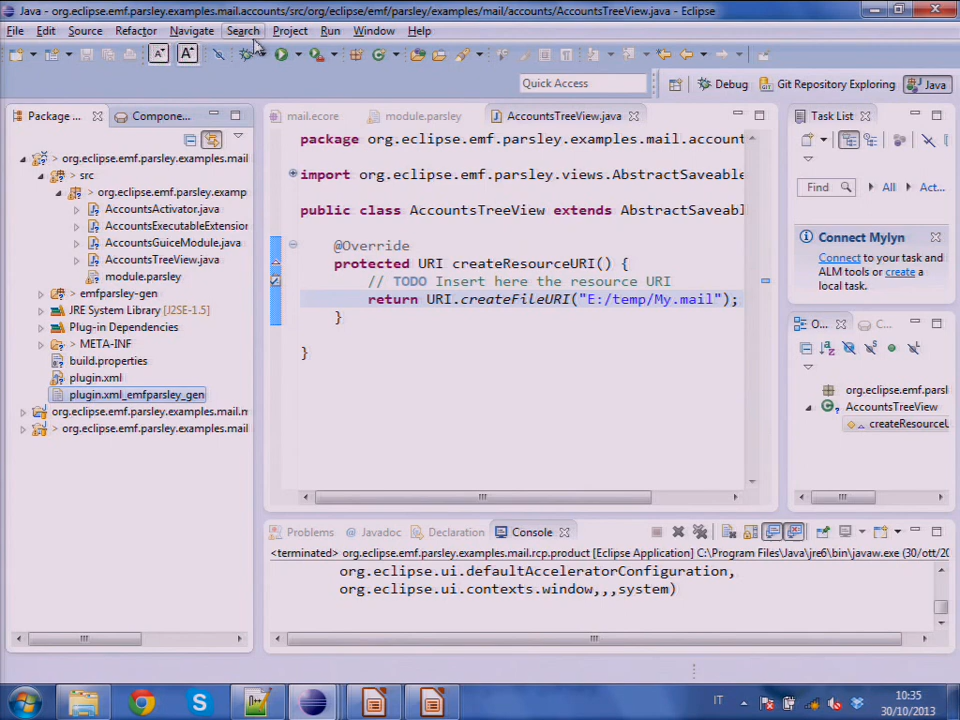 Java - org.eclipse.emf.parsley.examples.mail.accounts/src/org/eclipse/emf/parsley/examples/mail/accounts/AccountsTreeView.java - Eclipse
File Edit Source Refactor Navigate Search Project Run Window Help
Quick Access
Debug Git Repository Exploring Java
Package ... Compone...
org.eclipse.emf.parsley.examples.mail
src
org.eclipse.emf.parsley.examp
AccountsActivator.java
AccountsExecutableExtension
AccountsGuiceModule.java
AccountsTreeView.java
module.parsley
emfparsley-gen
JRE System Library [J2SE-1.5]
Plug-in Dependencies
META-INF
build.properties
plugin.xml
plugin.xml_emfparsley_gen
org.eclipse.emf.parsley.examples.mail.m
org.eclipse.emf.parsley.examples.mail
mail.ecore module.parsley AccountsTreeView.java
package org.eclipse.emf.parsley.examples.mail.account
import org.eclipse.emf.parsley.views.AbstractSaveable
public class AccountsTreeView extends AbstractSaveabl
@Override
protected URI createResourceURI() {
// TODO Insert here the resource URI
return URI.createFileURI("E:/temp/My.mail");
}
}
Task List
Find All Act...
Connect Mylyn
Connect to your task and
ALM tools or create a
local task.
O... C...
org.eclipse.emf.parsl
AccountsTreeView
createResourceU
Problems Javadoc Declaration Console
<terminated> org.eclipse.emf.parsley.examples.mail.rcp.product [Eclipse Application] C:\Program Files\Java\jre6\bin\javaw.exe (30/ott/20
org.eclipse.ui.defaultAcceleratorConfiguration,
org.eclipse.ui.contexts.window,,,system)
IT
10:35
30/10/2013